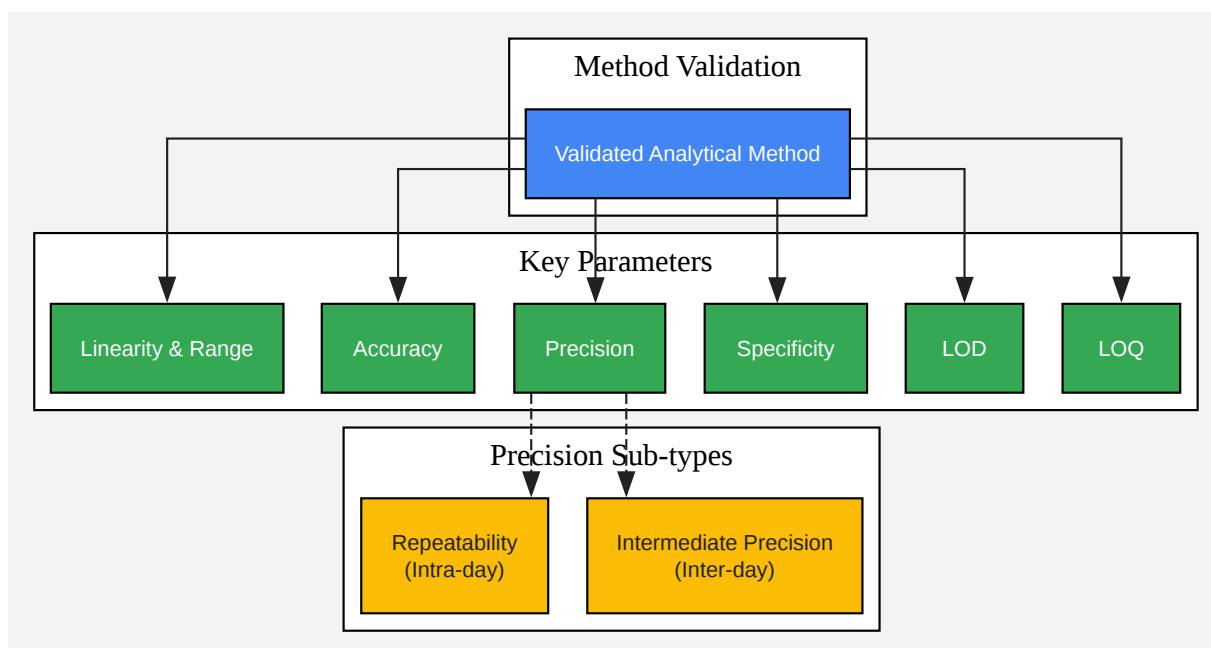 Method Validation
Validated Analytical Method
Key Parameters
Linearity & Range
Accuracy
Precision
Specificity
LOD
LOQ
Precision Sub-types
Repeatability
(Intra-day)
Intermediate Precision
(Inter-day)